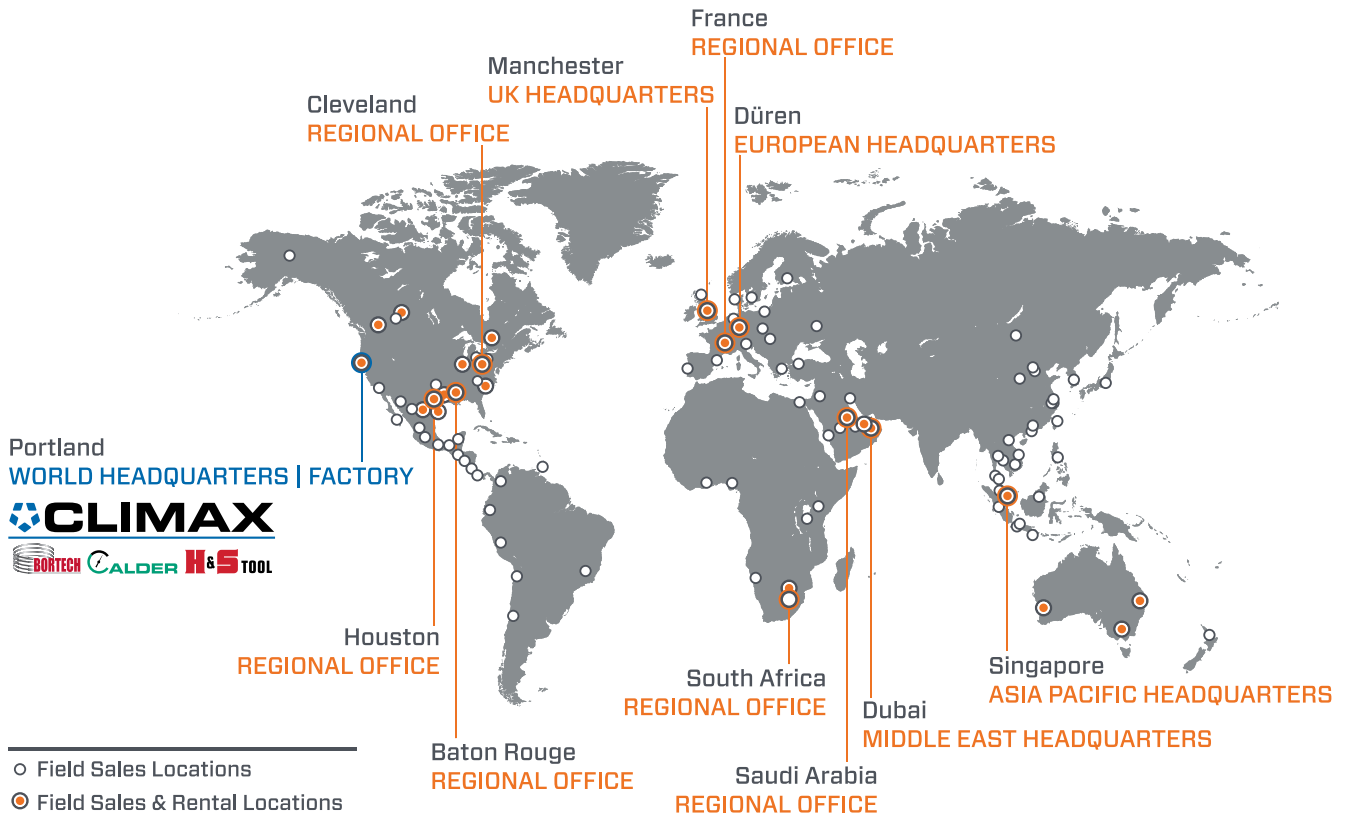 France
REGIONAL OFFICE
Manchester
UK HEADQUARTERS
Cleveland
REGIONAL OFFICE
Düren
EUROPEAN HEADQUARTERS
Portland
WORLD HEADQUARTERS | FACTORY
CLIMAX
BORTECH CALDER H&S TOOL
Houston
REGIONAL OFFICE
South Africa
REGIONAL OFFICE
Singapore
ASIA PACIFIC HEADQUARTERS
Dubai
MIDDLE EAST HEADQUARTERS
Baton Rouge
REGIONAL OFFICE
Saudi Arabia
REGIONAL OFFICE
Field Sales Locations
Field Sales & Rental Locations